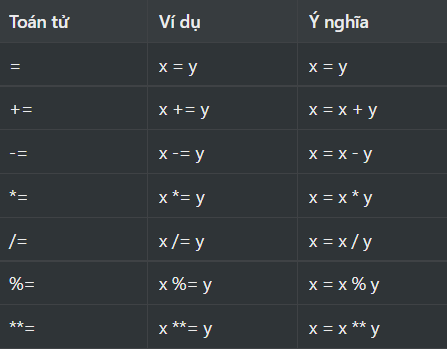 Toán tử Ví dụ Ý nghĩa
= x = y x = y
+= x += y x = x + y
-= x -= y x = x - y
*= x *= y x = x * y
/= x /= y x = x / y
%= x %= y x = x % y
**= x **= y x = x ** y